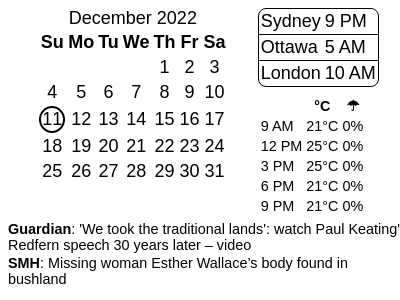 December 2022
Su Mo Tu We Th Fr Sa
1 2 3
4 5 6 7 8 9 10
11 12 13 14 15 16 17
18 19 20 21 22 23 24
25 26 27 28 29 30 31
Sydney 9 PM
Ottawa 5 AM
London 10 AM
°C ☂
9 AM 21°C 0%
12 PM 25°C 0%
3 PM 25°C 0%
6 PM 21°C 0%
9 PM 21°C 0%
Guardian: 'We took the traditional lands': watch Paul Keating'
Redfern speech 30 years later – video
SMH: Missing woman Esther Wallace’s body found in
bushland